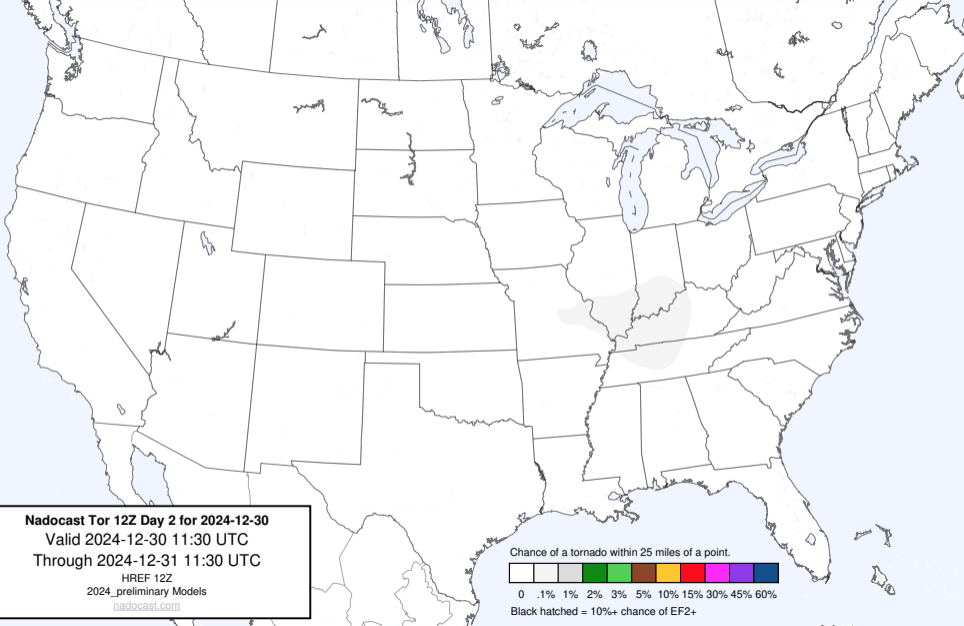 Nadocast Tor 12Z Day 2 for 2024-12-30
Valid 2024-12-30 11:30 UTC
Through 2024-12-31 11:30 UTC
HREF 12Z
2024_preliminary Models
nadocast.com
Chance of a tornado within 25 miles of a point.
0 .1% 1% 2% 3% 5% 10% 15% 30% 45% 60%
Black hatched = 10%+ chance of EF2+